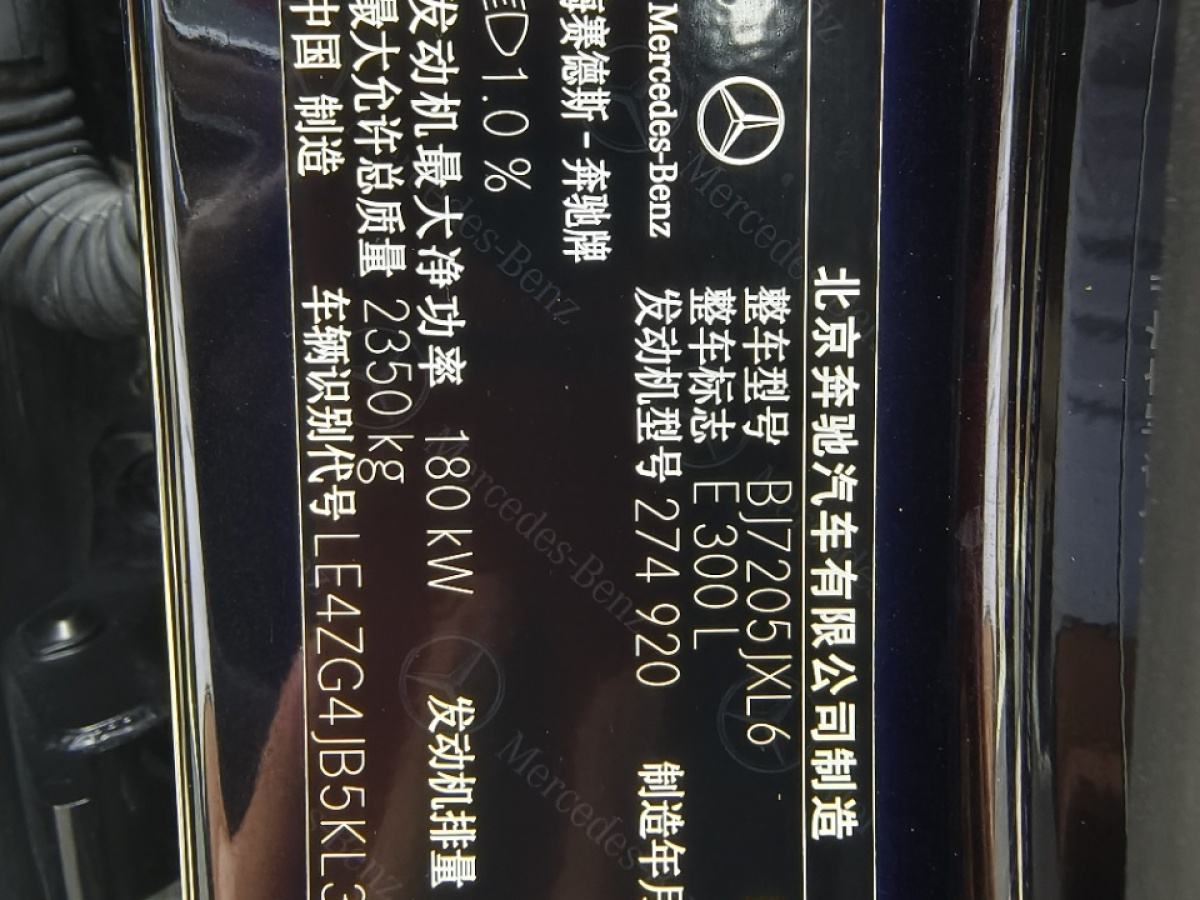 北京奔驰汽车有限公司制造
整车型号 BJ7205JXL6
整车标志 E 300 L
Mercedes-Benz 发动机型号 274 920 制造年月
梅赛德斯-奔驰牌
1.0 %
发动机最大净功率 180 kW 发动机排量
最大允许总质量 2350 kg
中国 制造 车辆识别代号 LE4ZG4JB5KL3